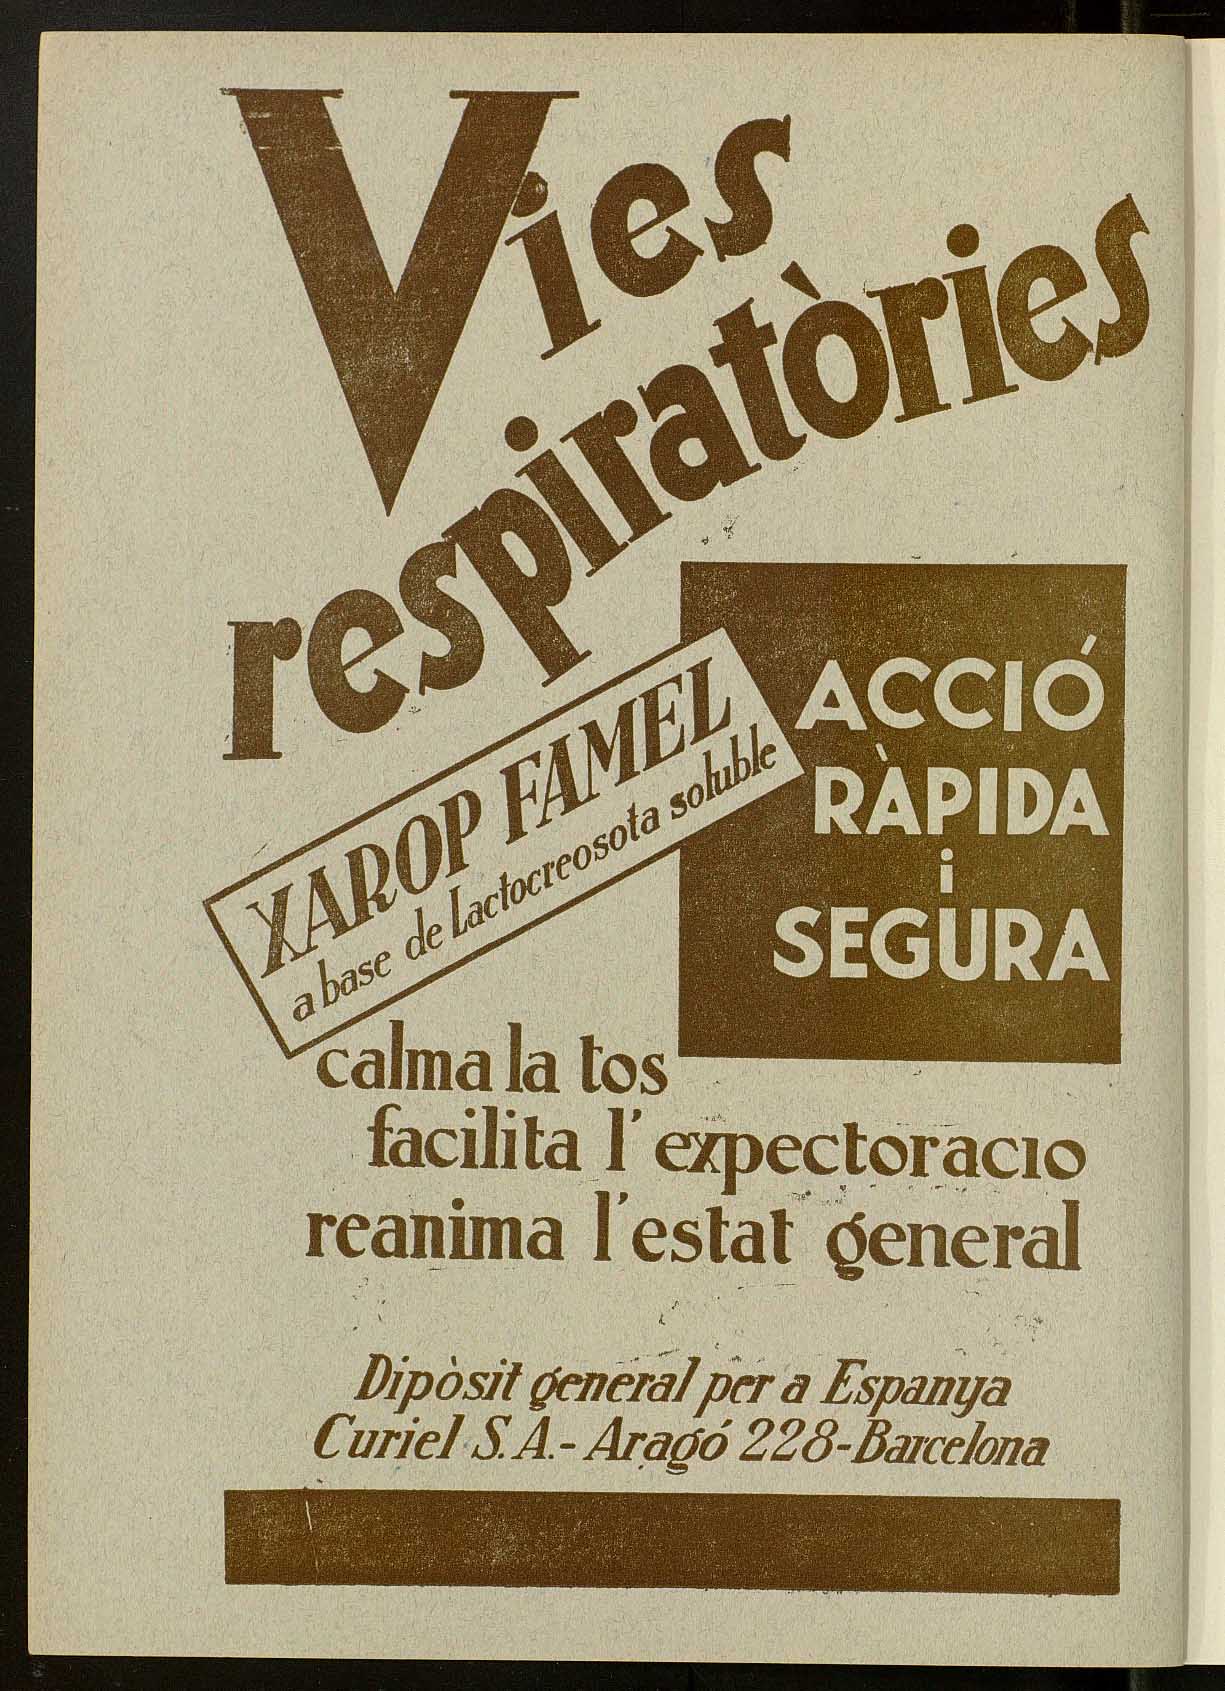 Vies
respiratòries
XAROP FAMEL
a base de Lactocreosota soluble
ACCIÓ
RÀPIDA
i
SEGURA
calma la tos
facilita l'expectoracio
reanima l'estat general
Dipòsit general per a Espanya
Curiel S. A. - Aragó 228 - Barcelona